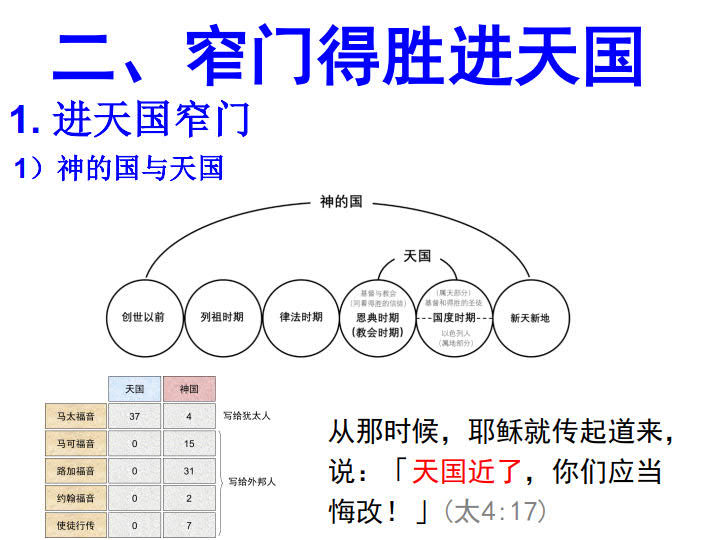 二、窄门得胜进天国
1. 进天国窄门
1）神的国与天国
神的国
天国
创世以前
列祖时期
律法时期
基督与教会
（同着得胜的信徒）
恩典时期
(教会时期)
（属天部分）
基督和得胜的圣徒
国度时期
以色列人
（属地部分）
新天新地
天国 神国
马太福音 37 4 写给犹太人
马可福音 0 15
路加福音 0 31
写给外邦人
约翰福音 0 2
使徒行传 0 7
从那时候，耶稣就传起道来，
说：「天国近了，你们应当
悔改！」(太4:17)